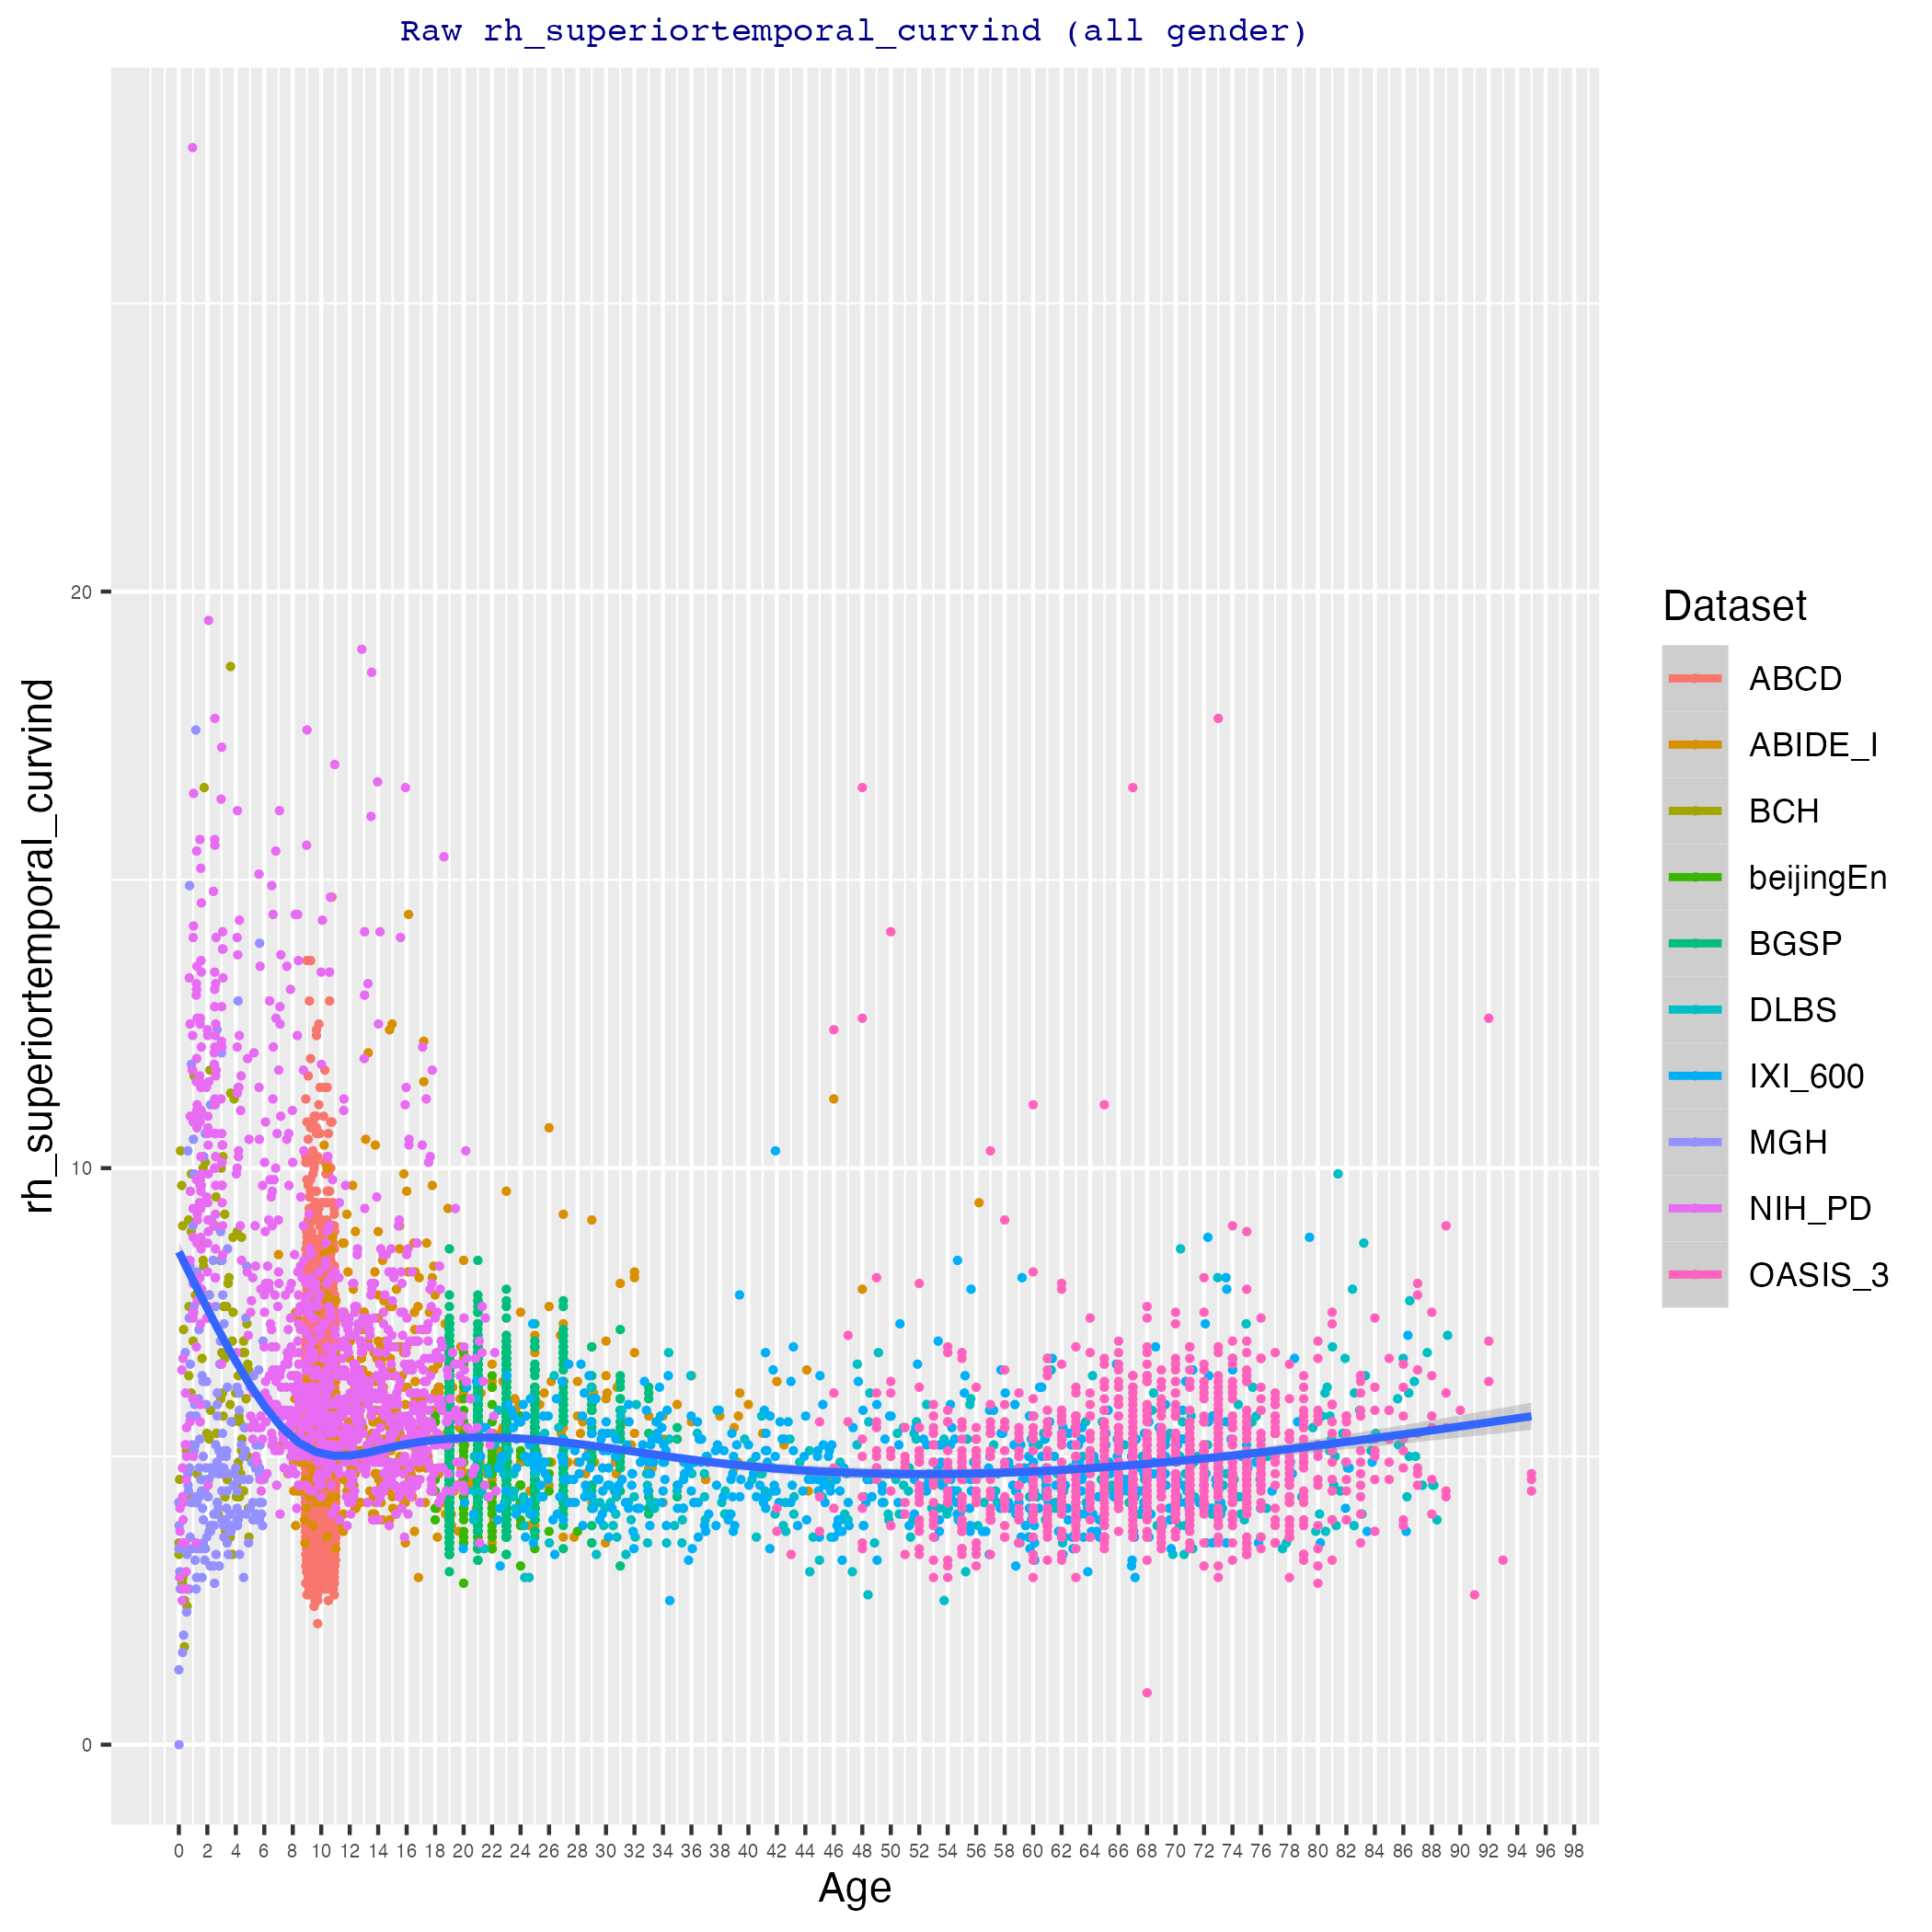 Raw rh_superiortemporal_curvind (all gender)
rh_superiortemporal_curvind
20
10
0
0 2 4 6 8 10 12 14 16 18 20 22 24 26 28 30 32 34 36 38 40 42 44 46 48 50 52 54 56 58 60 62 64 66 68 70 72 74 76 78 80 82 84 86 88 90 92 94 96 98
Age
Dataset
ABCD
ABIDE_I
BCH
beijingEn
BGSP
DLBS
IXI_600
MGH
NIH_PD
OASIS_3